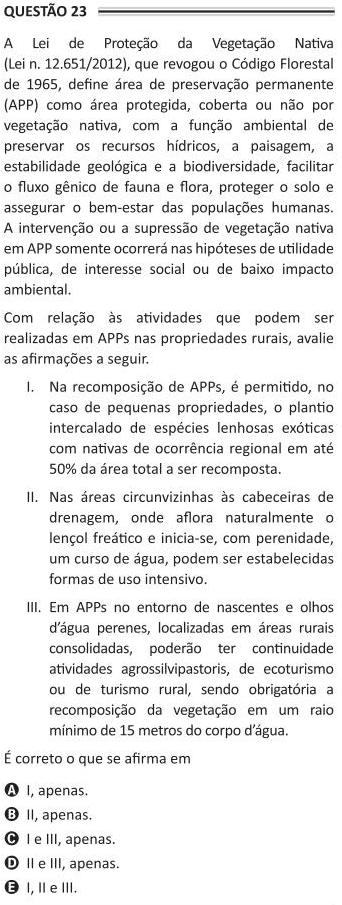 QUESTÃO 23
A Lei de Proteção da Vegetação Nativa
(Lei n. 12.651/2012), que revogou o Código Florestal
de 1965, define área de preservação permanente
(APP) como área protegida, coberta ou não por
vegetação nativa, com a função ambiental de
preservar os recursos hídricos, a paisagem, a
estabilidade geológica e a biodiversidade, facilitar
o fluxo gênico de fauna e flora, proteger o solo e
assegurar o bem-estar das populações humanas.
A intervenção ou a supressão de vegetação nativa
em APP somente ocorrerá nas hipóteses de utilidade
pública, de interesse social ou de baixo impacto
ambiental.
Com relação às atividades que podem ser
realizadas em APPs nas propriedades rurais, avalie
as afirmações a seguir.
I. Na recomposição de APPs, é permitido, no
caso de pequenas propriedades, o plantio
intercalado de espécies lenhosas exóticas
com nativas de ocorrência regional em até
50% da área total a ser recomposta.
II. Nas áreas circunvizinhas às cabeceiras de
drenagem, onde aflora naturalmente o
lençol freático e inicia-se, com perenidade,
um curso de água, podem ser estabelecidas
formas de uso intensivo.
III. Em APPs no entorno de nascentes e olhos
d’água perenes, localizadas em áreas rurais
consolidadas, poderão ter continuidade
atividades agrossilvipastoris, de ecoturismo
ou de turismo rural, sendo obrigatória a
recomposição da vegetação em um raio
mínimo de 15 metros do corpo d’água.
É correto o que se afirma em
A I, apenas.
B II, apenas.
C I e III, apenas.
D II e III, apenas.
E I, II e III.